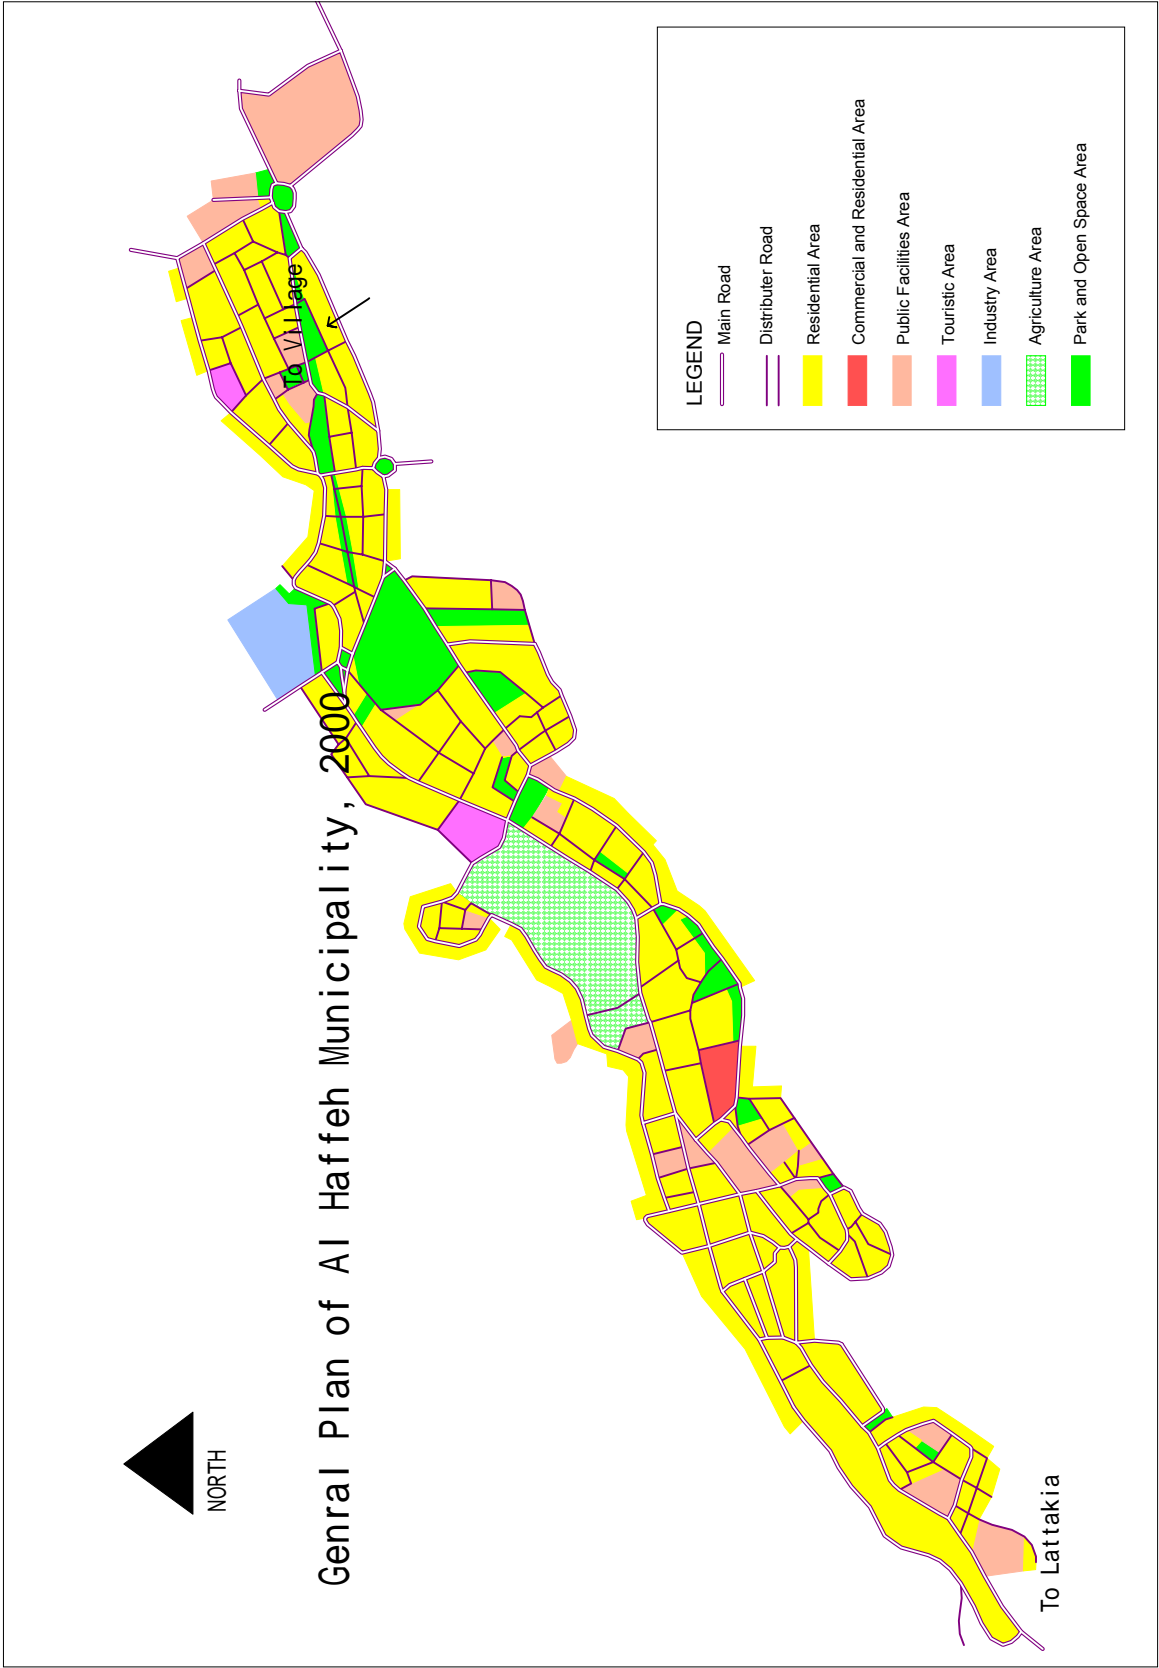 Genral Plan of Al Haffeh Municipality, 2000
NORTH
To Village
To Lattakia
LEGEND
Main Road
Distributer Road
Residential Area
Commercial and Residential Area
Public Facilities Area
Touristic Area
Industry Area
Agriculture Area
Park and Open Space Area